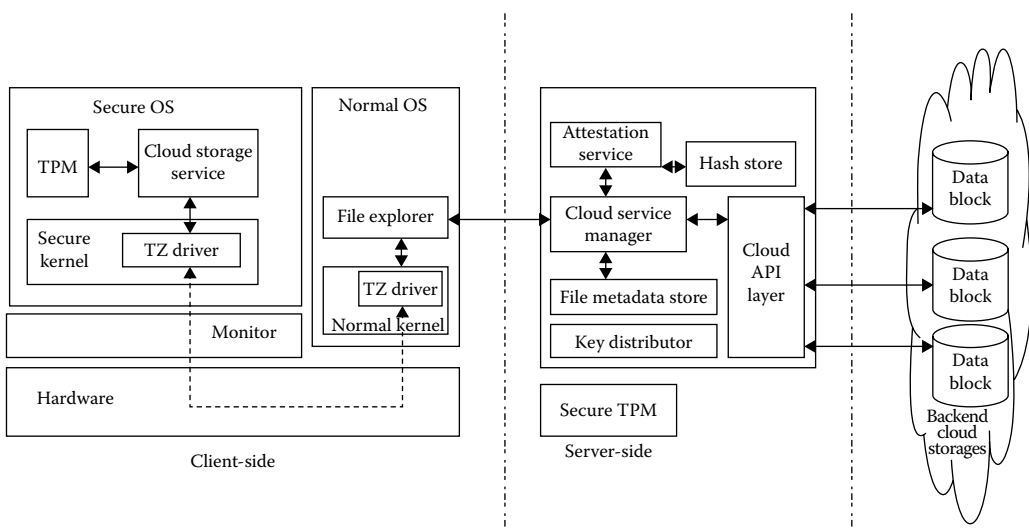 Secure OS
TPM
Cloud storage
service
Secure
kernel
TZ driver
Monitor
Hardware
Client-side
Normal OS
File explorer
TZ driver
Normal kernel
Attestation
service
Hash store
Cloud service
manager
File metadata store
Key distributor
Cloud
API
layer
Secure TPM
Server-side
Data
block
Data
block
Data
block
Backend
cloud
storages